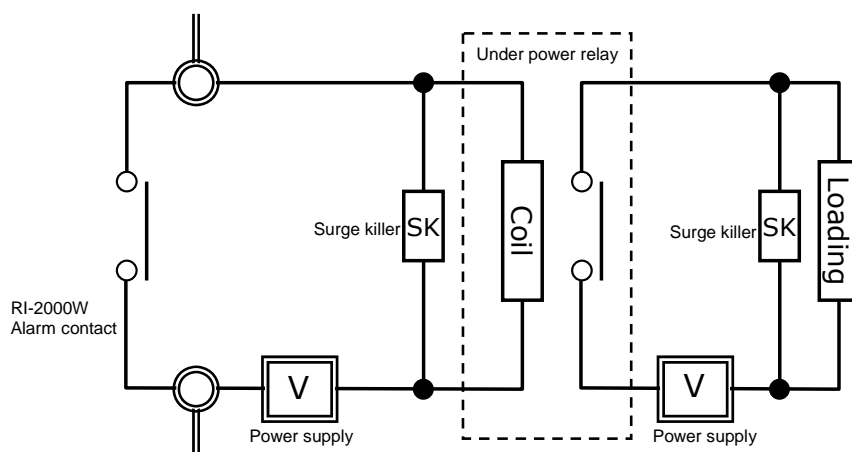 Under power relay
Surge killer
SK
Coil
Surge killer
SK
Loading
RI-2000W
Alarm contact
V
Power supply
V
Power supply